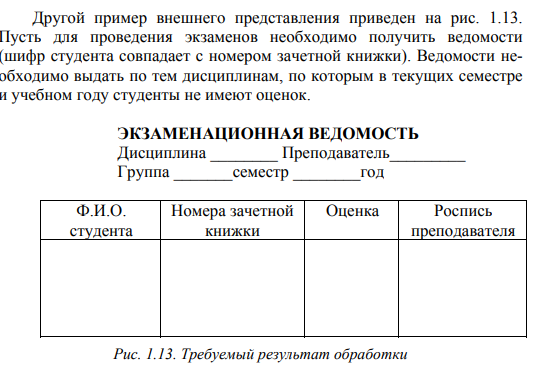 Другой пример внешнего представления приведен на рис. 1.13.
Пусть для проведения экзаменов необходимо получить ведомости
(шифр студента совпадает с номером зачетной книжки). Ведомости не-
обходимо выдать по тем дисциплинам, по которым в текущих семестре
и учебном году студенты не имеют оценок.
ЭКЗАМЕНАЦИОННАЯ ВЕДОМОСТЬ
Дисциплина ________ Преподаватель_________
Группа _______семестр ________год
Ф.И.О.
студента
Номера зачетной
книжки
Оценка
Роспись
преподавателя
Рис. 1.13. Требуемый результат обработки